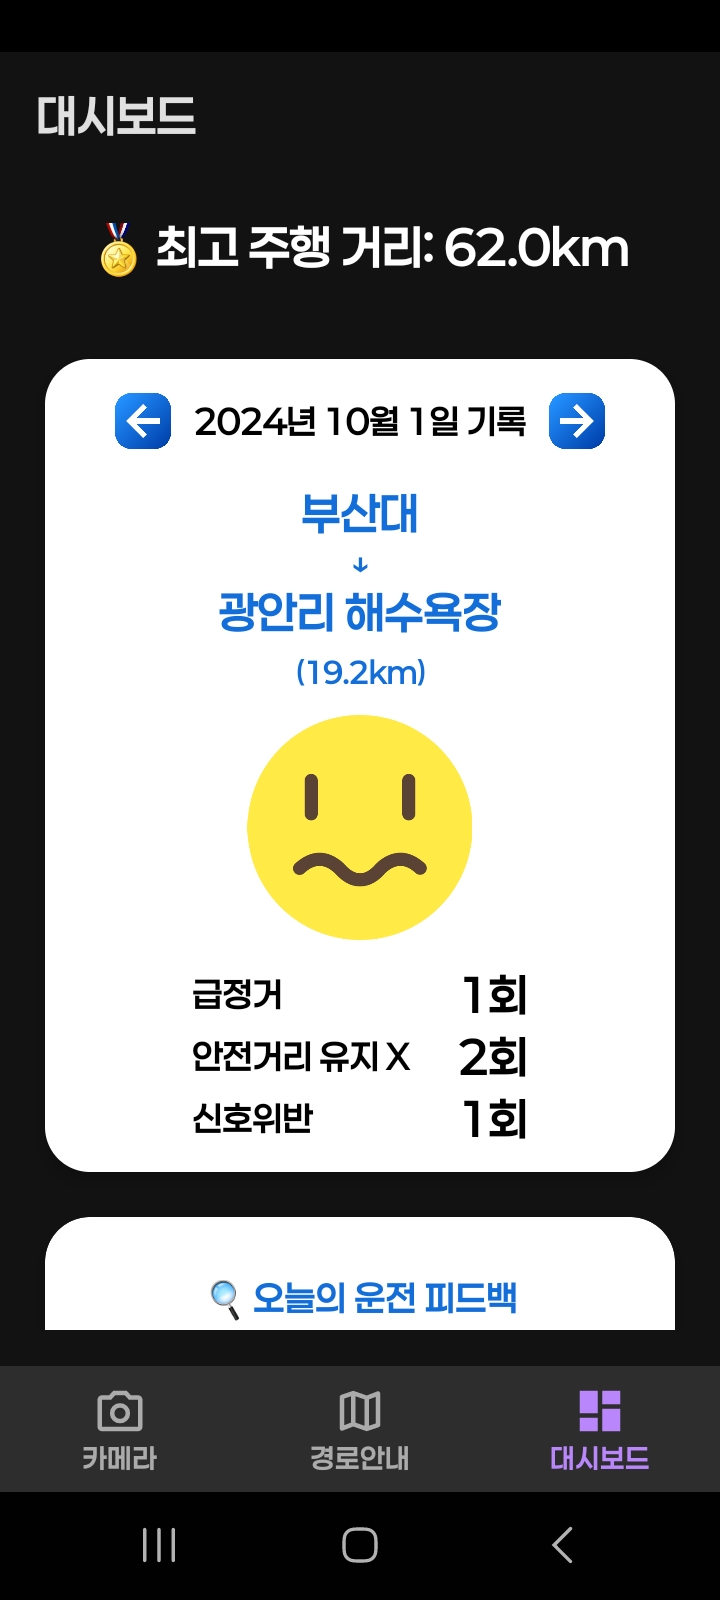 대시보드
🏅 최고 주행 거리: 62.0km
2024년 10월 1일 기록
부산대
↓
광안리 해수욕장
(19.2km)
급정거 1회
안전거리 유지 X 2회
신호위반 1회
🔍 오늘의 운전 피드백
카메라 경로안내 대시보드